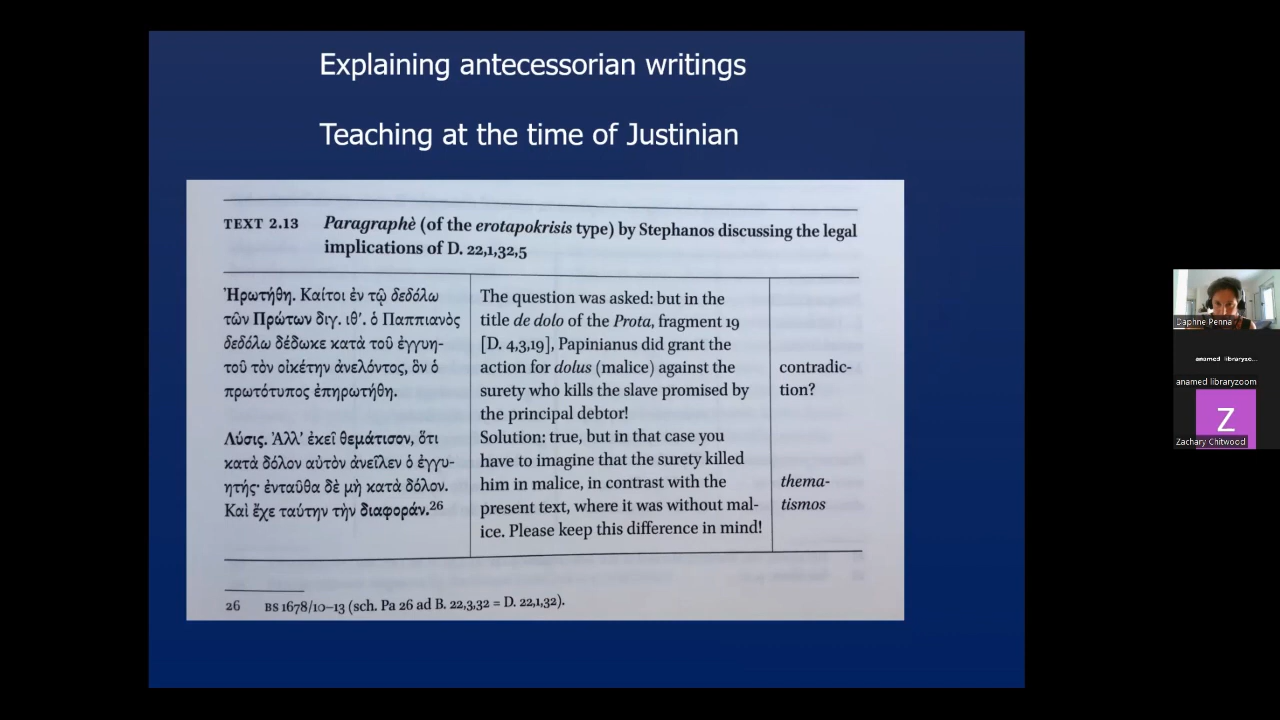 Explaining antecessorian writings
Teaching at the time of Justinian
TEXT 2.13 Paragraphè (of the erotapokrisis type) by Stephanos discussing the legal
implications of D. 22,1,32,5
Ἠρωτήθη. Καίτοι ἐν τῷ δεδόλω
τῶν Πρώτων διγ. ιθ’. ὁ Παππιανὸς
δεδόλω δέδωκε κατὰ τοῦ ἐγγυη-
τοῦ τὸν οἰκέτην ἀνελόντος, ὃν ὁ
πρωτότυπος ἐπηρωτήθη.
Λύσις. Ἀλλ’ ἐκεῖ θεμάτισον, ὅτι
κατὰ δόλον αὐτὸν ἀνεῖλεν ὁ ἐγγυ-
ητής· ἐνταῦθα δὲ μὴ κατὰ δόλον.
Καὶ ἔχε ταύτην τὴν διαφοράν.26
The question was asked: but in the
title de dolo of the Prota, fragment 19
[D. 4,3,19], Papinianus did grant the
action for dolus (malice) against the
surety who kills the slave promised by
the principal debtor!
Solution: true, but in that case you
have to imagine that the surety killed
him in malice, in contrast with the
present text, where it was without mal-
ice. Please keep this difference in mind!
contradic-
tion?
thema-
tismos
26 BS 1678/10–13 (sch. Pa 26 ad B. 22,3,32 = D. 22,1,32).
Daphne Penna
anamed libraryzo...
anamed libraryzoom
Z
Zachary Chitwood